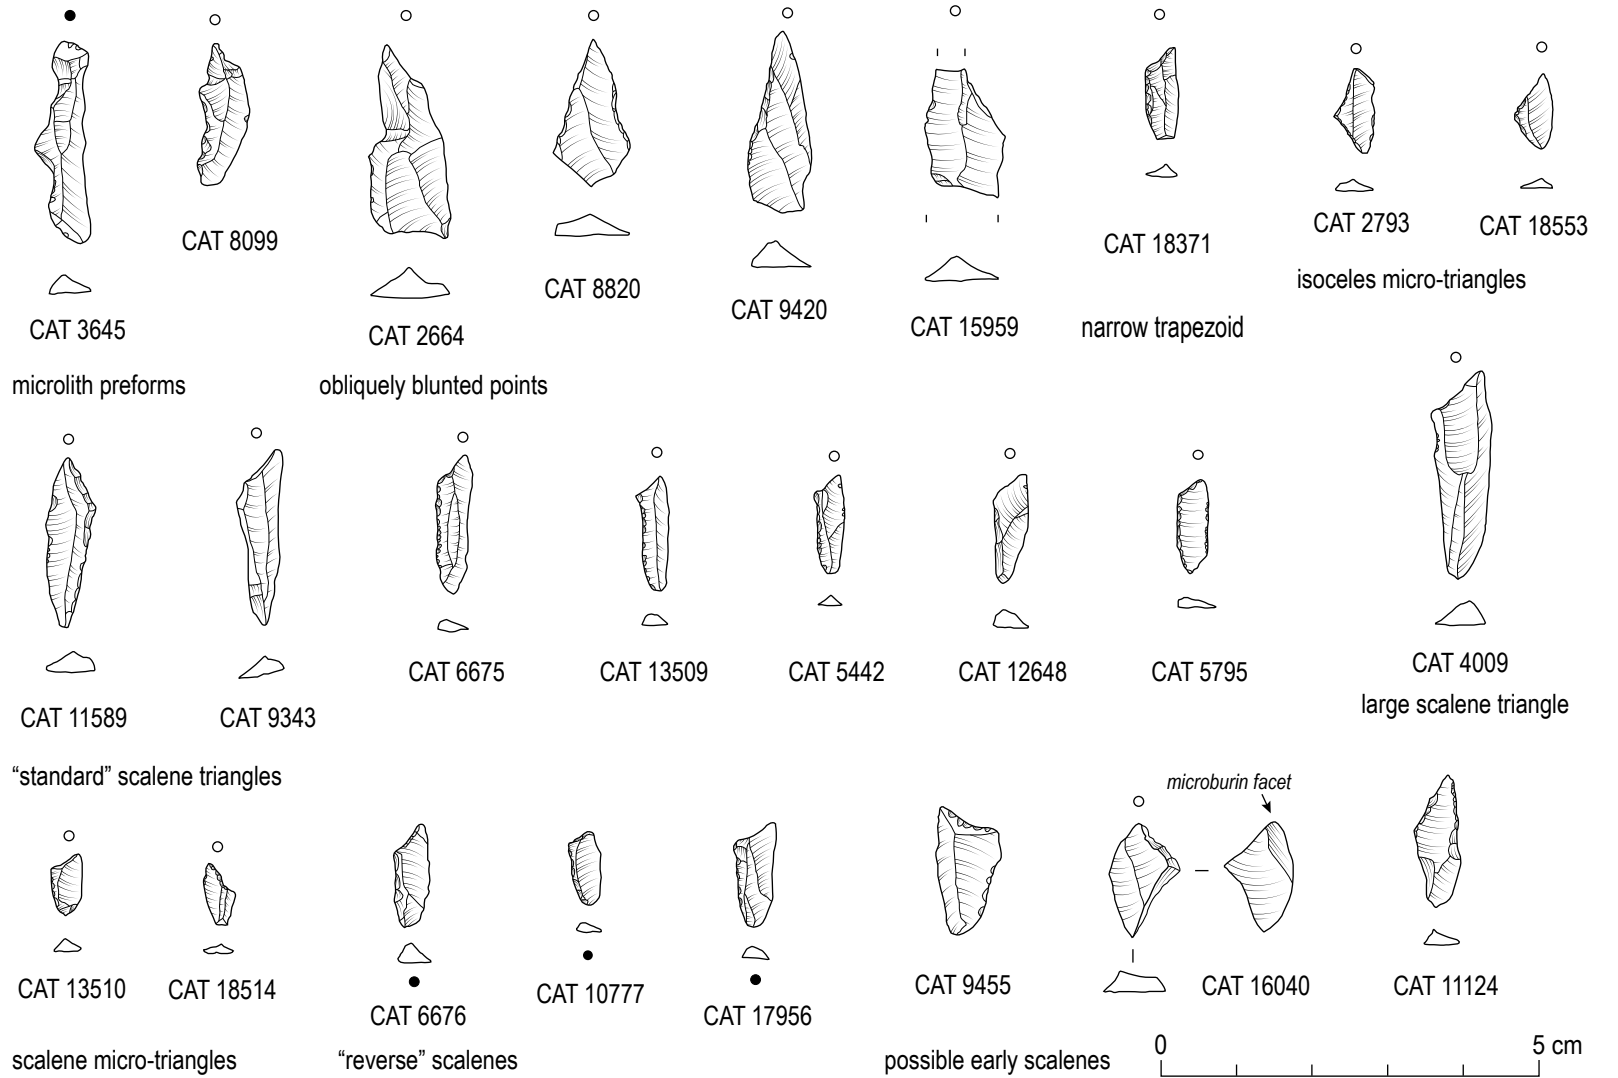 CAT 3645
CAT 8099
CAT 2664
CAT 8820
CAT 9420
CAT 15959
CAT 18371
CAT 2793
CAT 18553
microlith preforms
obliquely blunted points
narrow trapezoid
isoceles micro-triangles
CAT 11589
CAT 9343
CAT 6675
CAT 13509
CAT 5442
CAT 12648
CAT 5795
CAT 4009
“standard” scalene triangles
large scalene triangle
microburin facet
CAT 13510
CAT 18514
CAT 6676
CAT 10777
CAT 17956
CAT 9455
CAT 16040
CAT 11124
scalene micro-triangles
“reverse” scalenes
possible early scalenes
0
5 cm